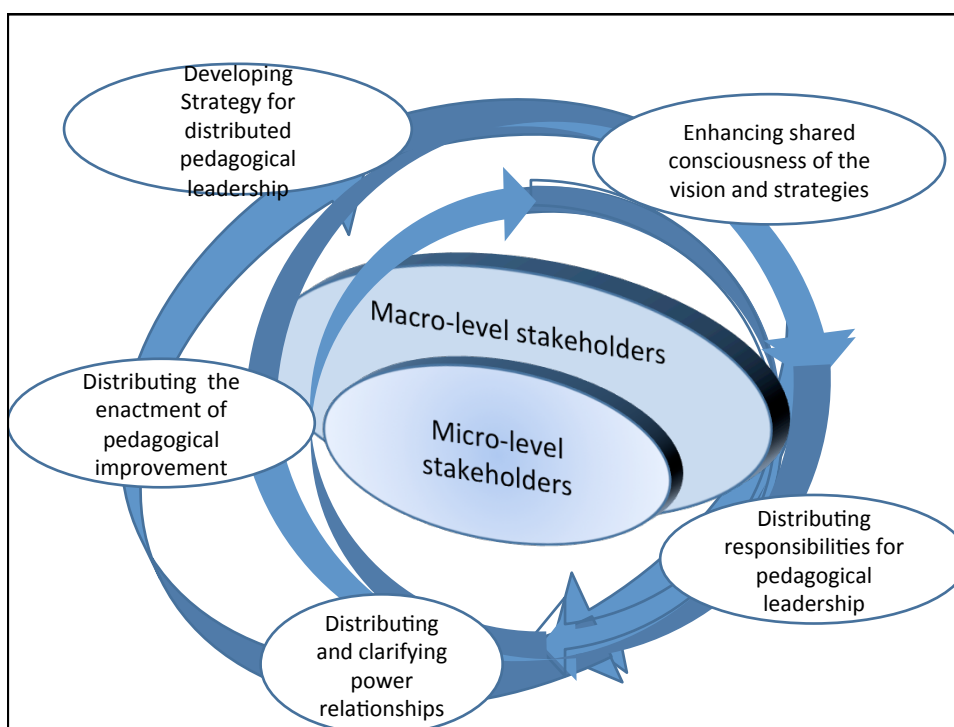 Developing
Strategy for
distributed
pedagogical
leadership
Enhancing shared
consciousness of the
vision and strategies
Macro-level stakeholders
Micro-level
stakeholders
Distributing the
enactment of
pedagogical
improvement
Distributing
responsibilities for
pedagogical
leadership
Distributing
and clarifying
power
relationships